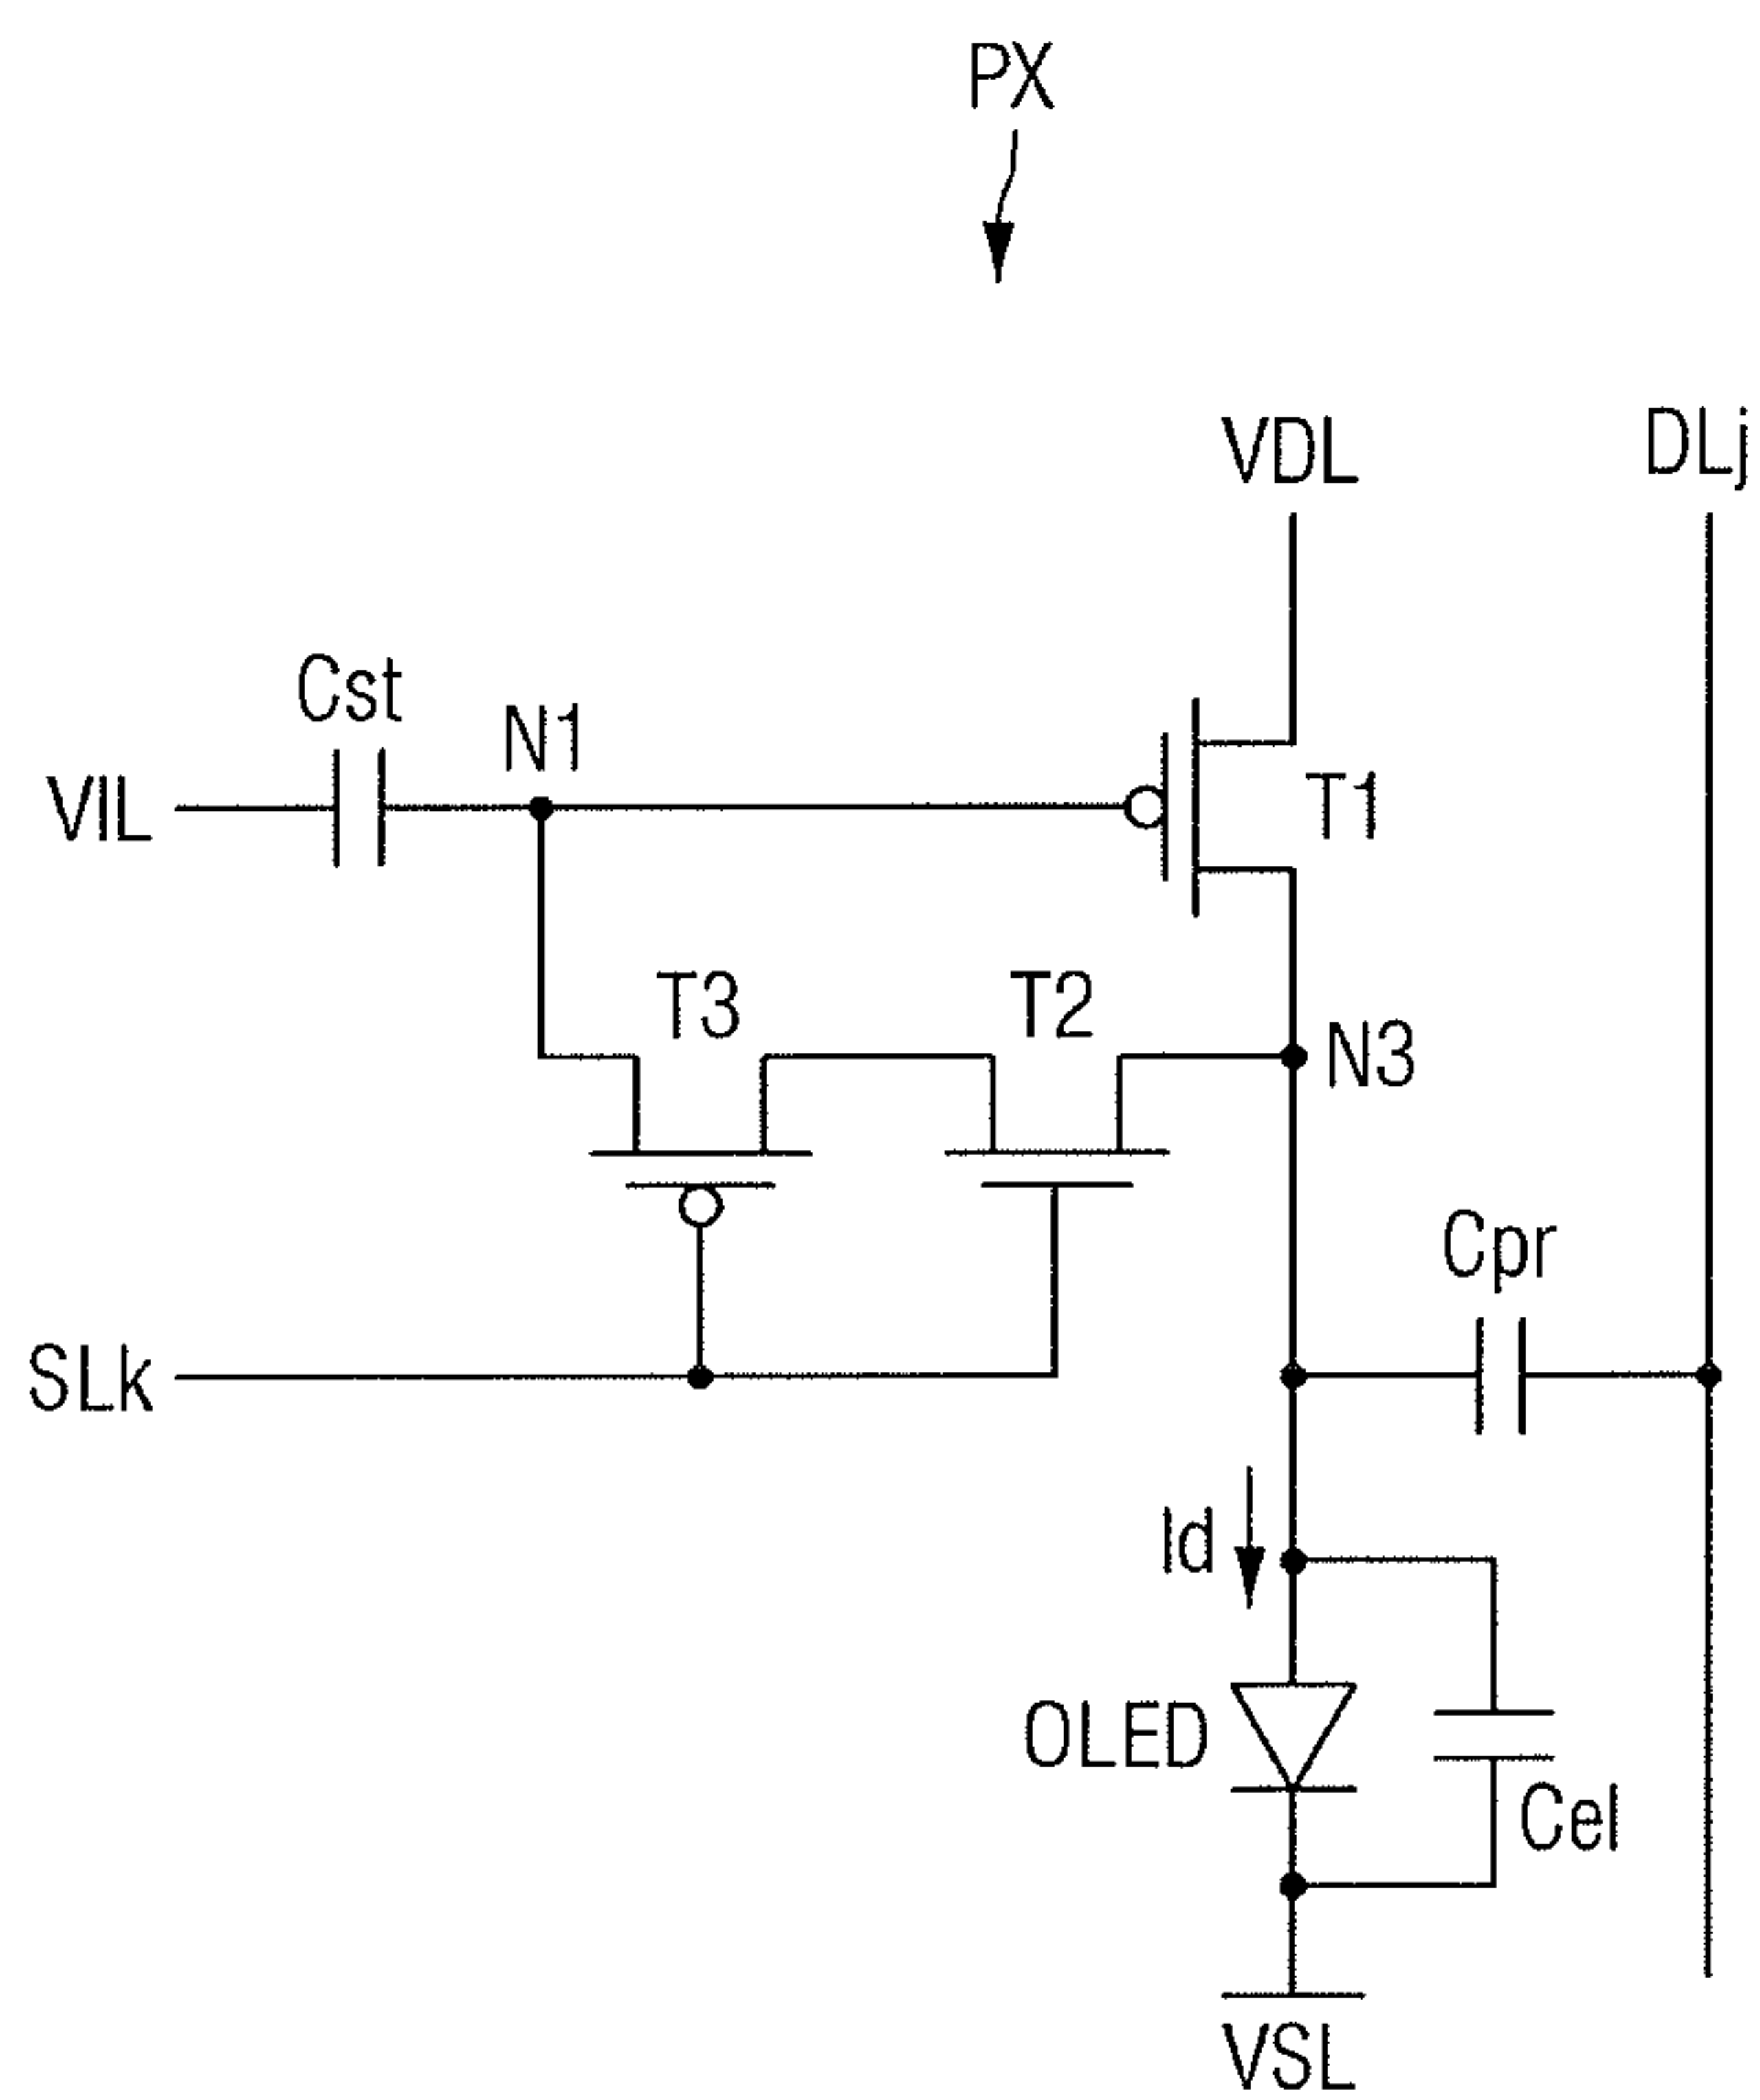 PX
VDL
DLj
Cst
N1
VIL
T1
T3
T2
N3
Cpr
SLk
Id
OLED
Cel
VSL